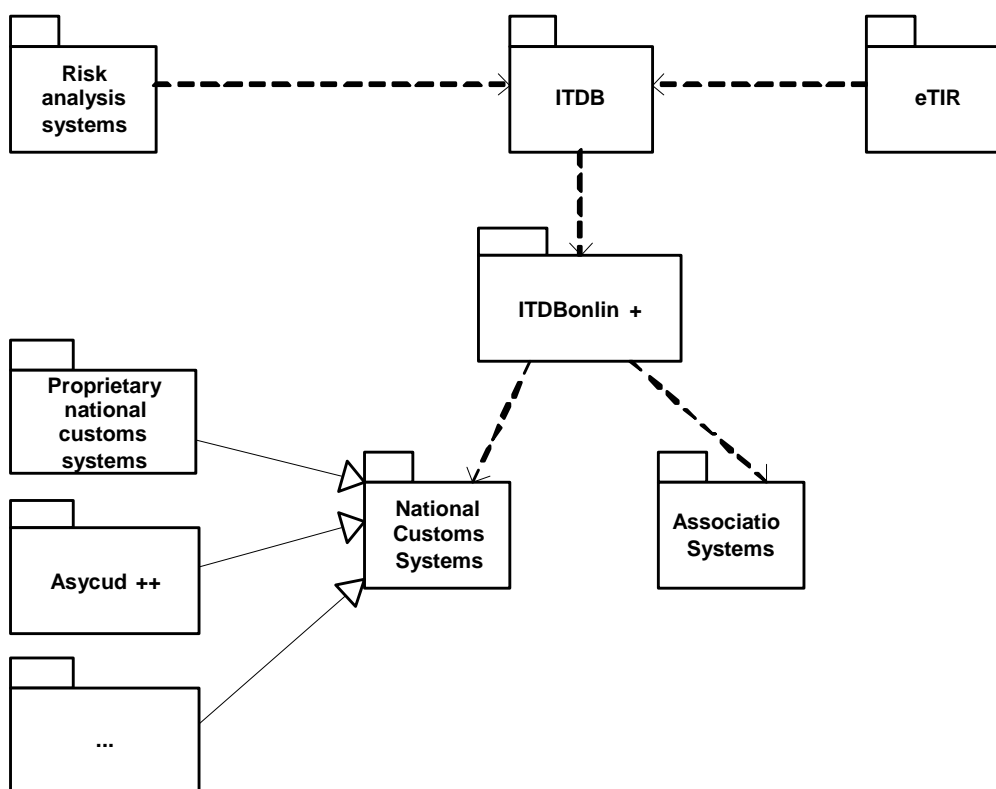 Risk
analysis
systems
ITDB
eTIR
ITDBonlin +
Proprietary
national
customs
systems
National
Customs
Systems
Associatio
Systems
Asycud ++
...